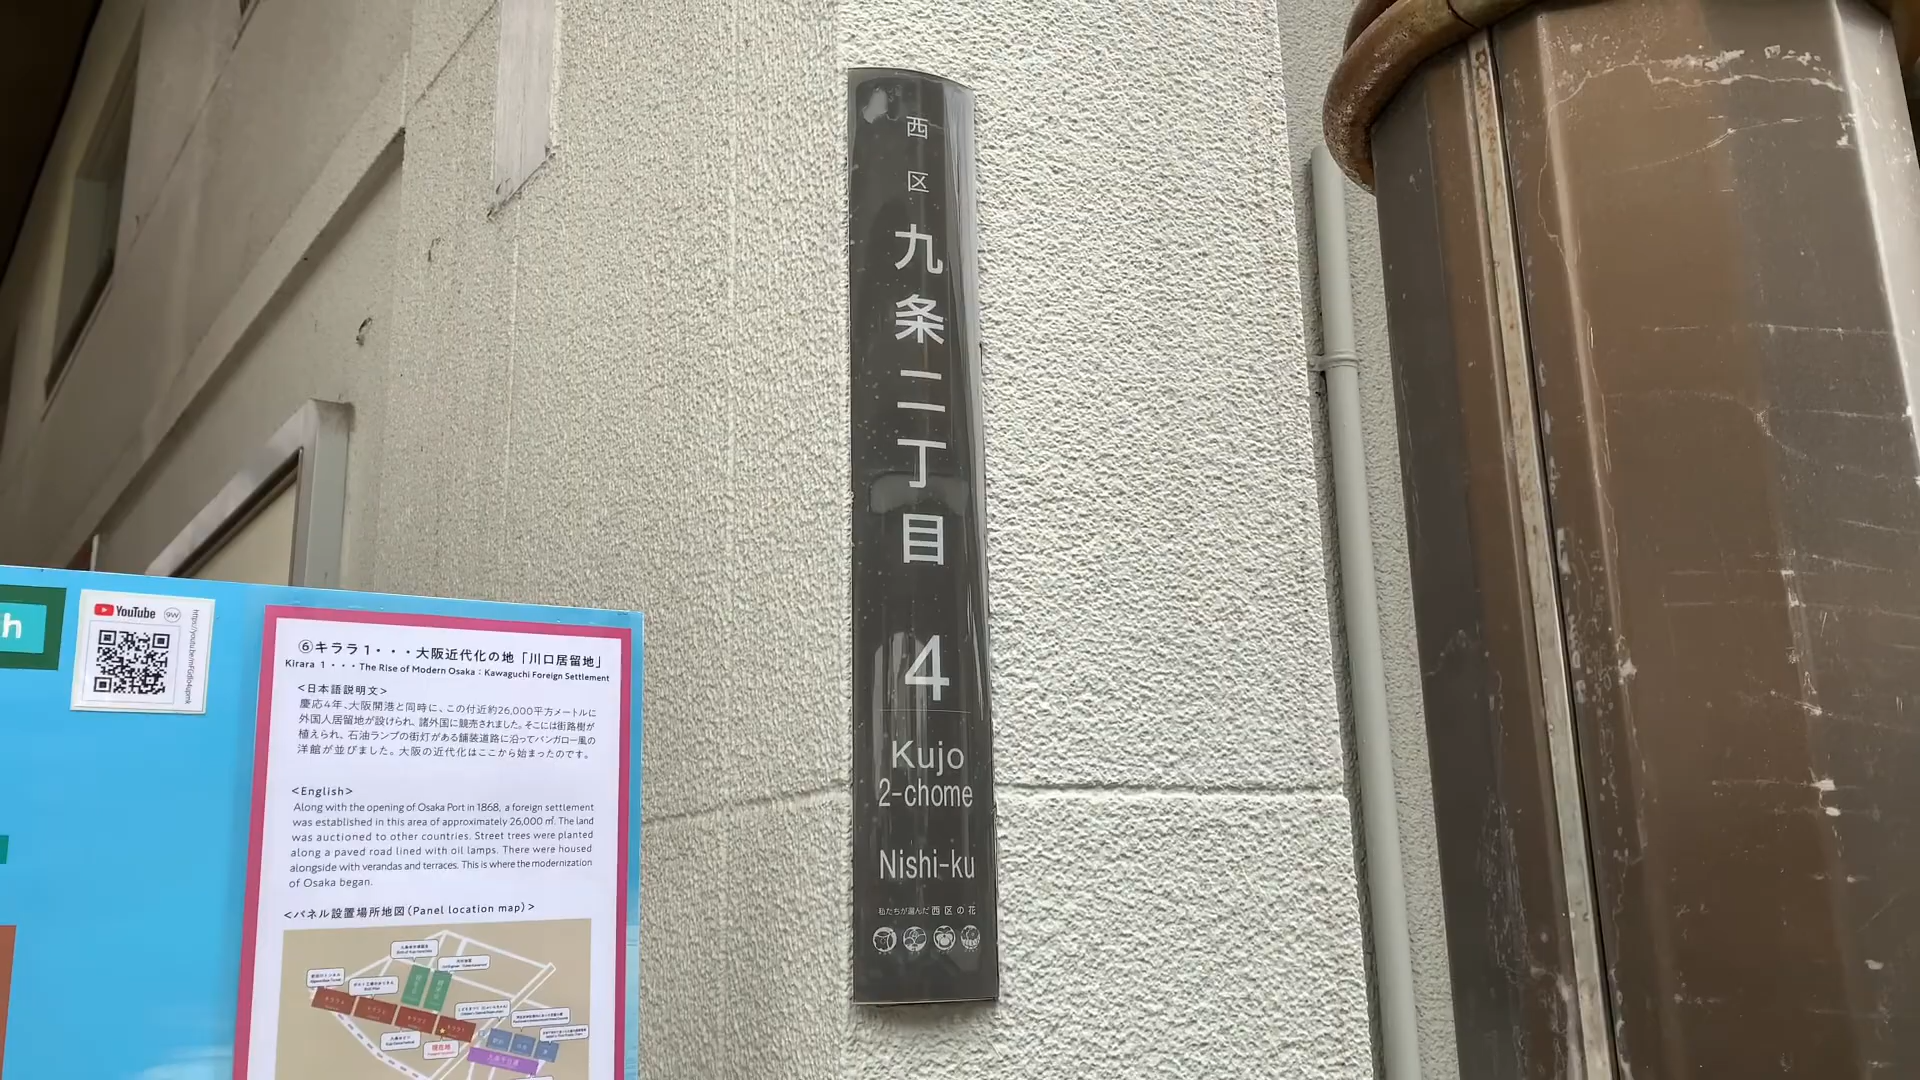 西区九条二丁目 4
Kujo
2-chome
Nishi-ku
私たちが選んだ西区の花
h
YouTube
9W
⑥キララ1・・・大阪近代化の地「川口居留地」
Kirara 1・・・The Rise of Modern Osaka：Kawaguchi Foreign Settlement
<日本語説明文>
慶応4年、大阪開港と同時に、この付近約26,000平方メートルに
外国人居留地が設けられ、諸外国に競売されました。そこには街路樹が
植えられ、石油ランプの街灯がある舗装道路に沿ってバンガロー風の
洋館が並びました。大阪の近代化はここから始まったのです。
<English>
Along with the opening of Osaka Port in 1868, a foreign settlement
was established in this area of approximately 26,000 ㎡. The land
was auctioned to other countries. Street trees were planted
along a paved road lined with oil lamps. There were housed
alongside with verandas and terraces. This is where the modernization
of Osaka began.
<パネル設置場所地図(Panel location map)>
現在地